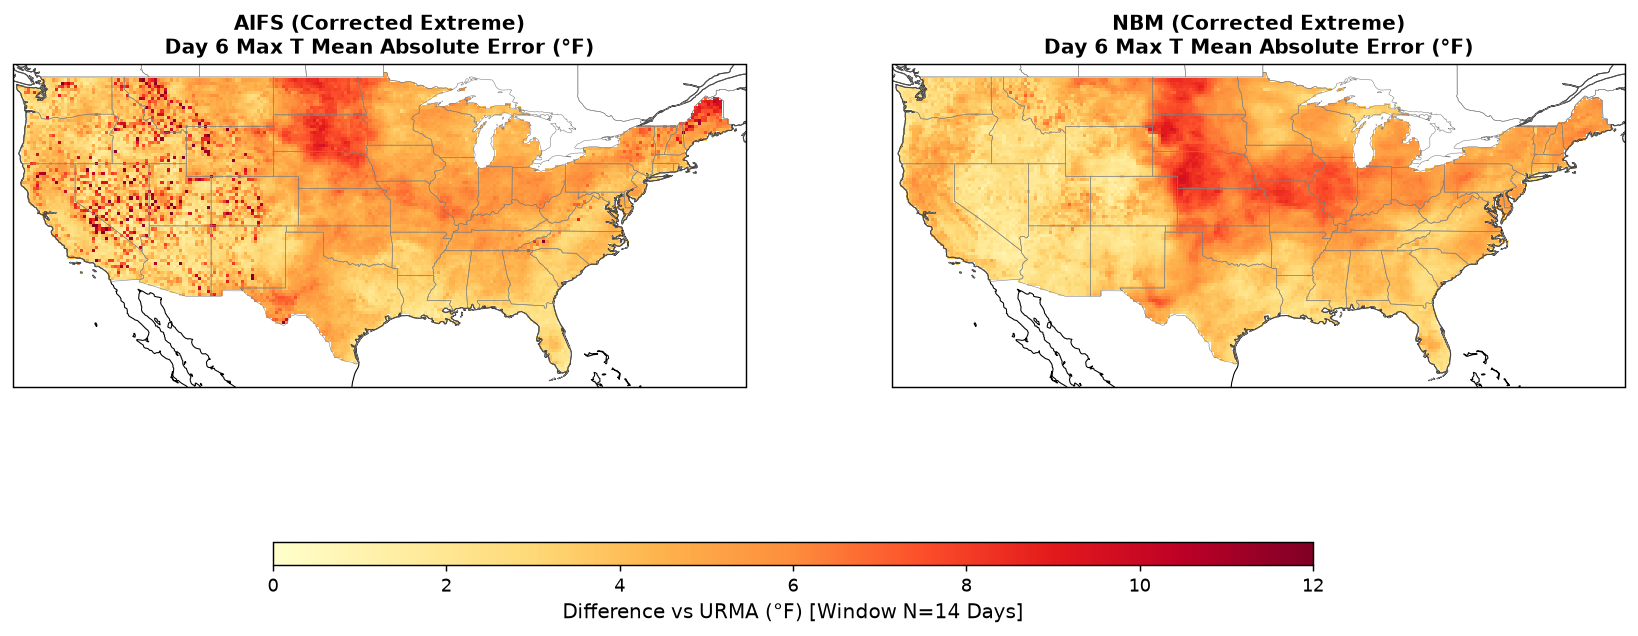 AIFS (Corrected Extreme)
Day 6 Max T Mean Absolute Error (°F)
NBM (Corrected Extreme)
Day 6 Max T Mean Absolute Error (°F)
0 2 4 6 8 10 12
Difference vs URMA (°F) [Window N=14 Days]